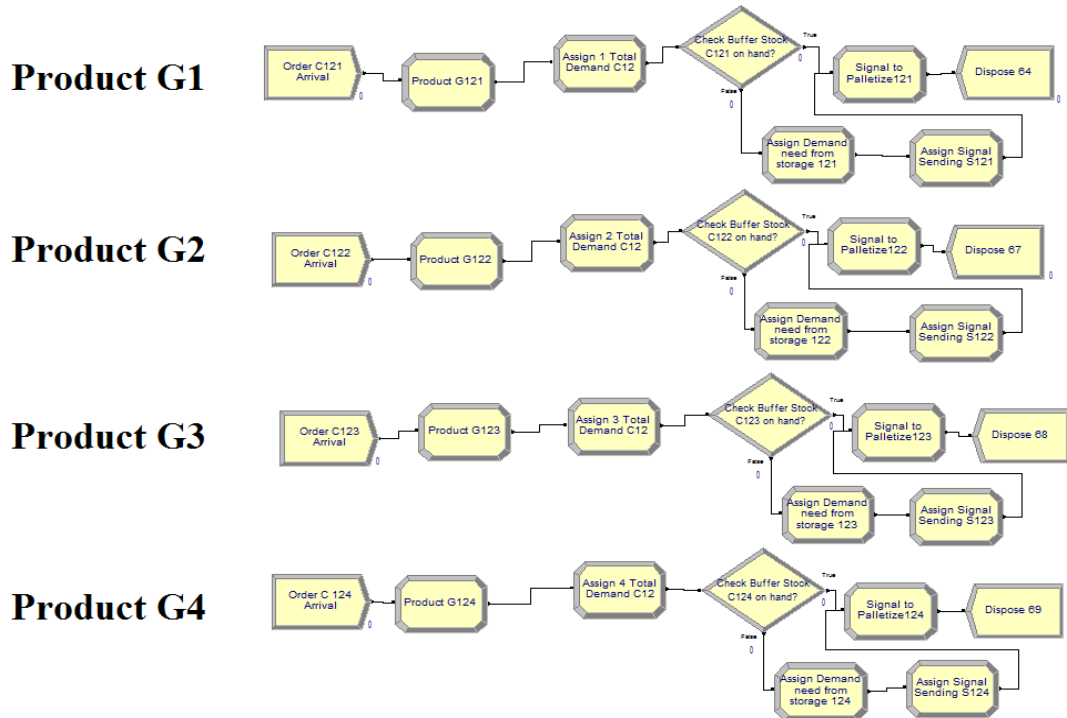 Product G1
Order C121
Arrival
0
Product G121
Assign 1 Total
Demand C12
Check Buffer Stock
C121 on hand?
True
0
False
0
Signal to
Palletize121
Dispose 64
0
Assign Demand
need from
storage 121
Assign Signal
Sending S121
Product G2
Order C122
Arrival
0
Product G122
Assign 2 Total
Demand C12
Check Buffer Stock
C122 on hand?
True
0
False
0
Signal to
Palletize122
Dispose 67
0
Assign Demand
need from
storage 122
Assign Signal
Sending S122
Product G3
Order C123
Arrival
0
Product G123
Assign 3 Total
Demand C12
Check Buffer Stock
C123 on hand?
True
0
False
0
Signal to
Palletize123
Dispose 68
Assign Demand
need from
storage 123
Assign Signal
Sending S123
Product G4
Order C 124
Arrival
0
Product G124
Assign 4 Total
Demand C12
Check Buffer Stock
C124 on hand?
True
0
False
0
Signal to
Palletize124
Dispose 69
Assign Demand
need from
storage 124
Assign Signal
Sending S124